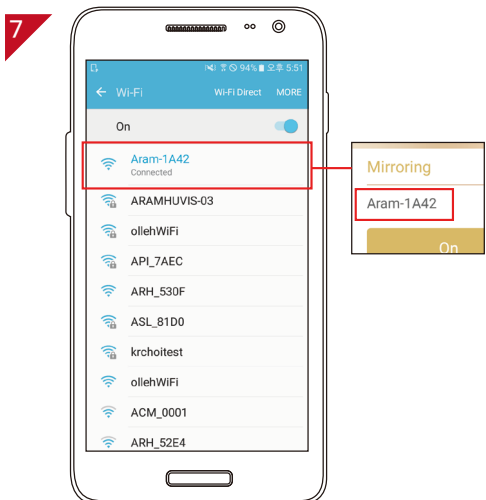 7
94% 오후 5:51
Wi-Fi
Wi-Fi Direct
MORE
On
Aram-1A42
Connected
ARAMHUVIS-03
ollehWiFi
API_7AEC
ARH_530F
ASL_81D0
krchoitest
ollehWiFi
ACM_0001
ARH_52E4
Mirroring
Aram-1A42
On